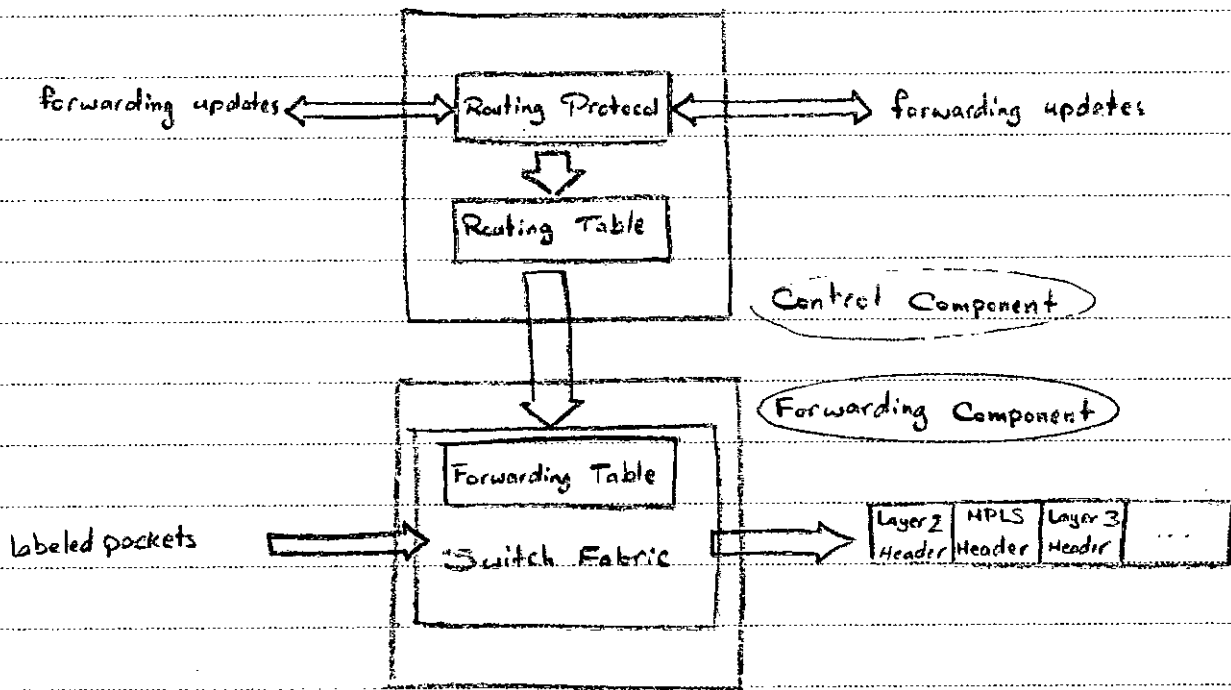 forwarding updates
Routing Protocol
forwarding updates
Routing Table
Control Component
Forwarding Component
Forwarding Table
Labeled packets
Switch Fabric
Layer 2
Header
MPLS
Header
Layer 3
Header
...